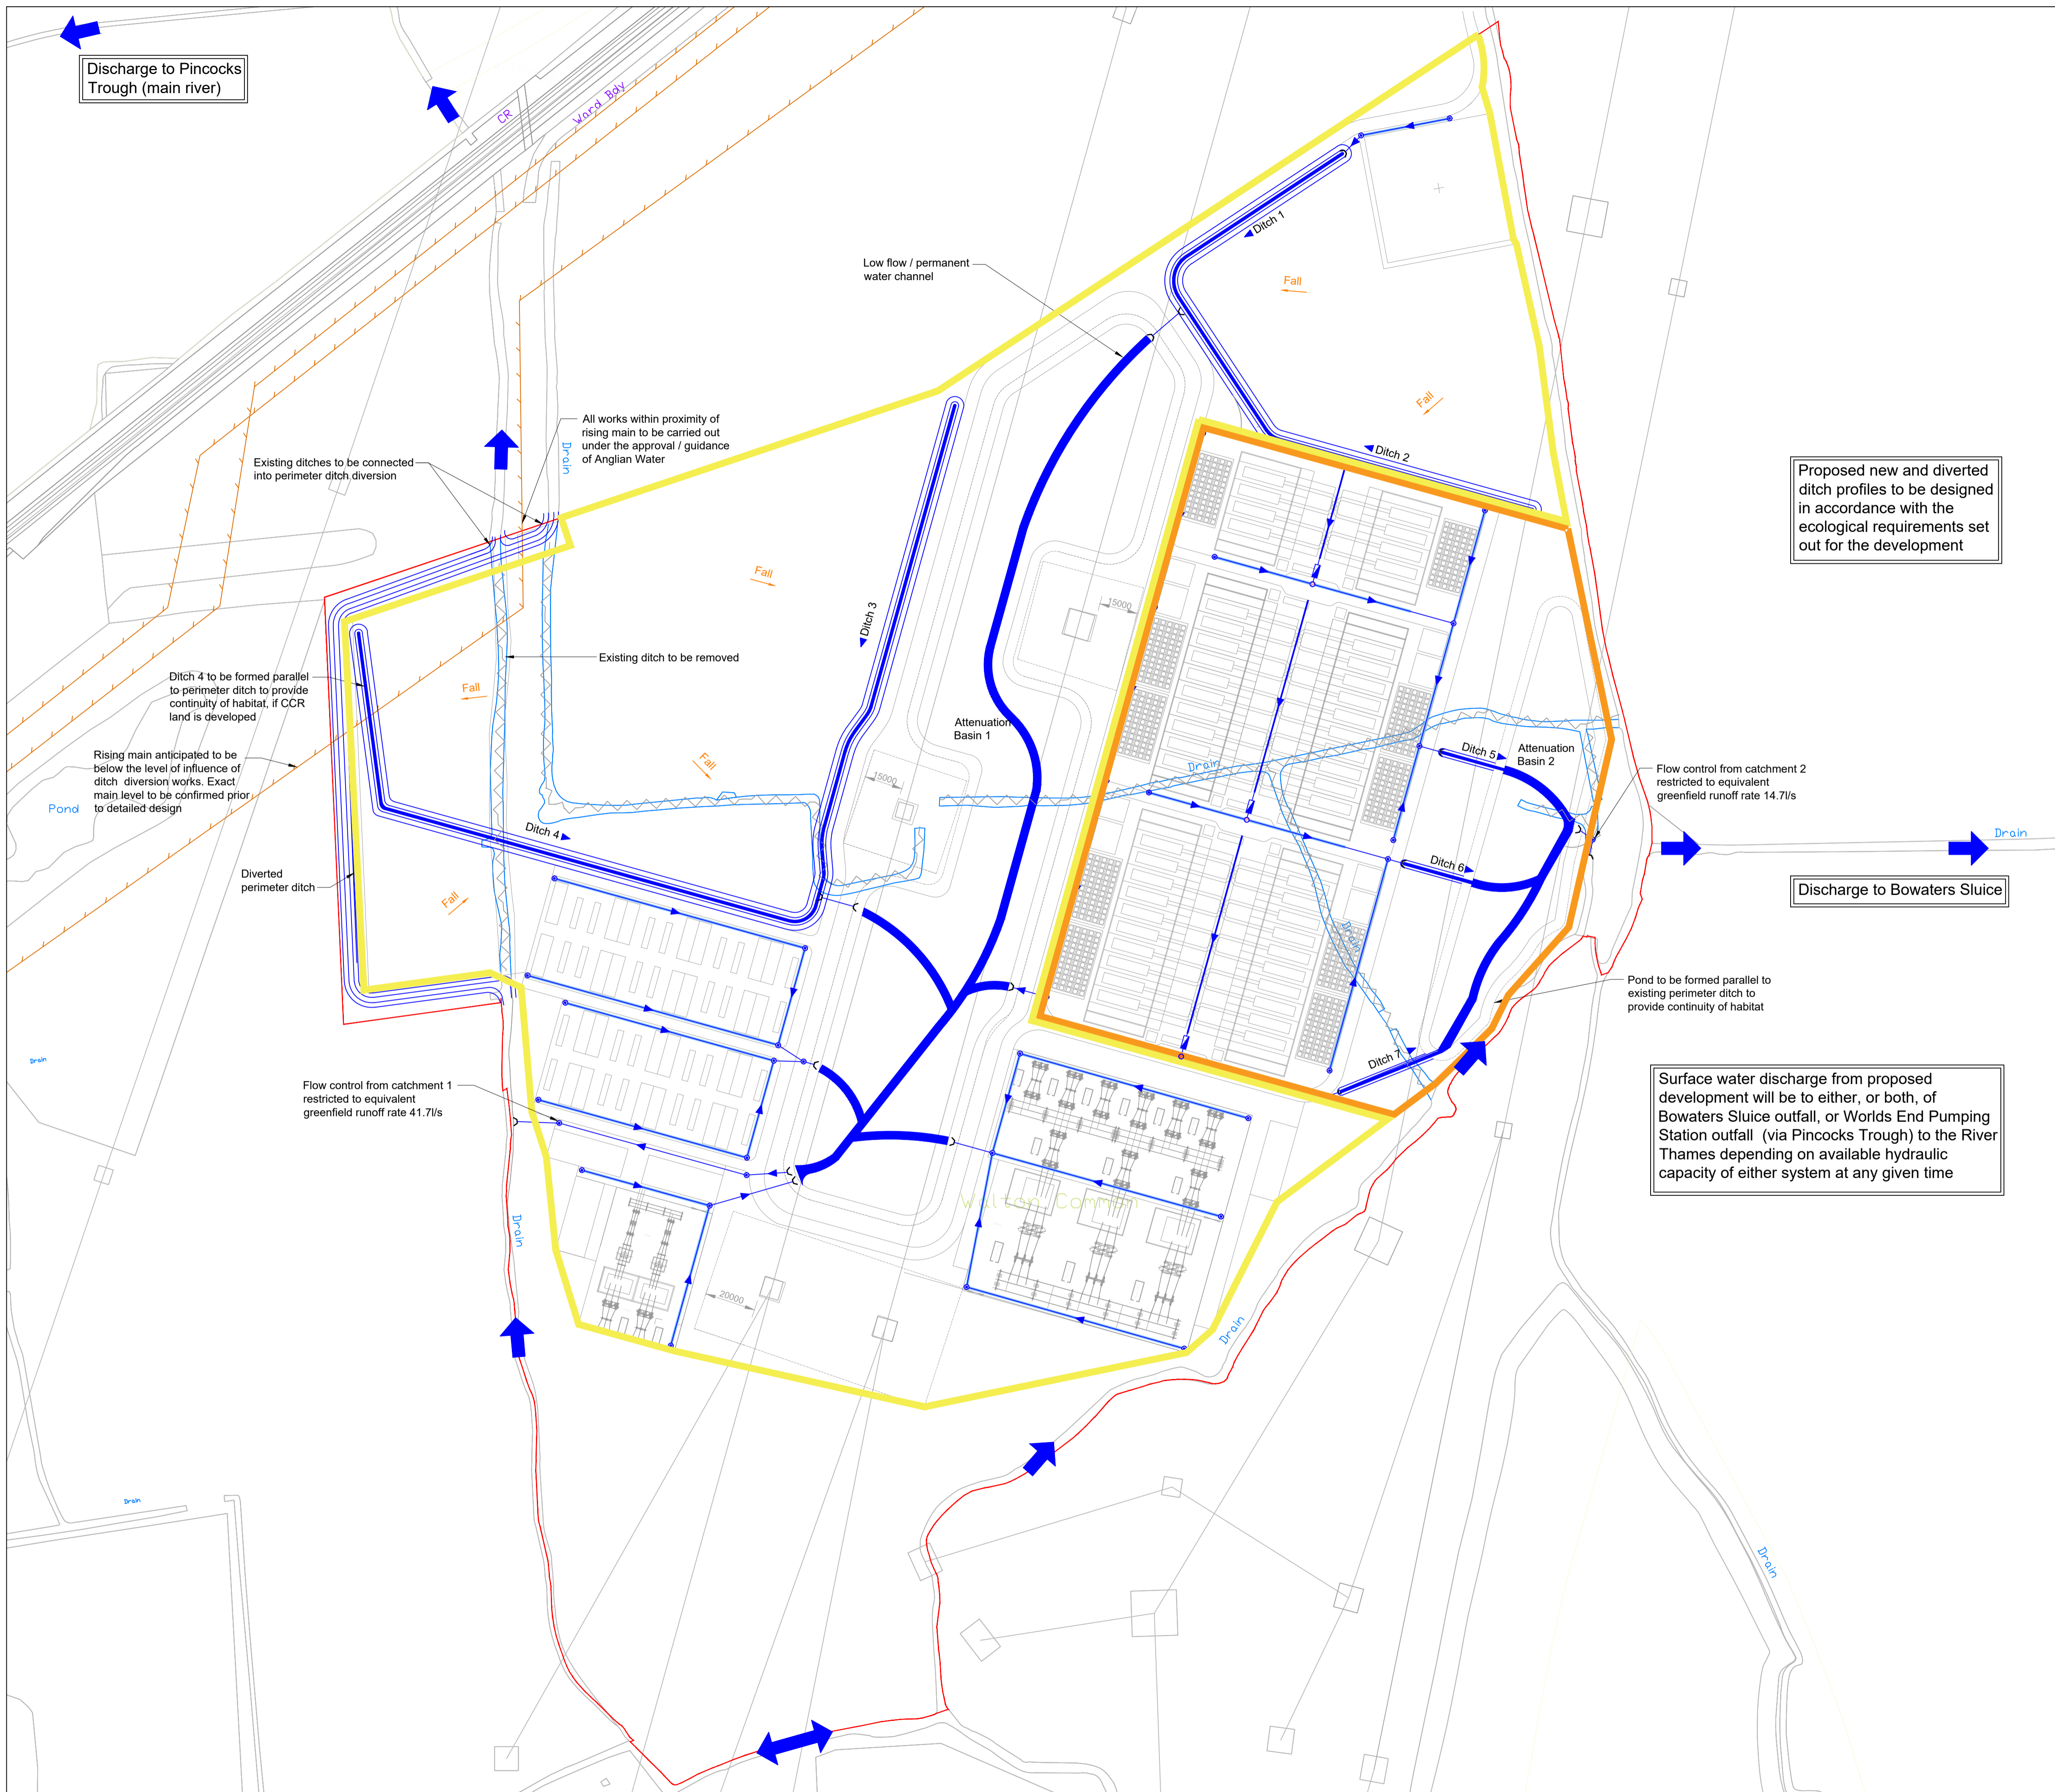 Discharge to Pincocks
Trough (main river)
CR
Ward Bdy
Ditch 1
Low flow / permanent
water channel
Fall
Fall
All works within proximity of
rising main to be carried out
under the approval / guidance
of Anglian Water
Drain
Existing ditches to be connected
into perimeter ditch diversion
Ditch 2
Proposed new and diverted
ditch profiles to be designed
in accordance with the
ecological requirements set
out for the development
Fall
15000
Ditch 3
Existing ditch to be removed
Ditch 4 to be formed parallel
to perimeter ditch to provide
continuity of habitat, if CCR
land is developed
Fall
Attenuation
Basin 1
Rising main anticipated to be
below the level of influence of
ditch diversion works. Exact
main level to be confirmed prior
to detailed design
Fall
15000
Drain
Ditch 5
Attenuation
Basin 2
Flow control from catchment 2
restricted to equivalent
greenfield runoff rate 14.7l/s
Pond
Ditch 4
Drain
Ditch 6
Diverted
perimeter ditch
Discharge to Bowaters Sluice
Fall
Drain
Pond to be formed parallel to
existing perimeter ditch to
provide continuity of habitat
Drain
Ditch 7
Flow control from catchment 1
restricted to equivalent
greenfield runoff rate 41.7l/s
Surface water discharge from proposed
development will be to either, or both, of
Bowaters Sluice outfall, or Worlds End Pumping
Station outfall (via Pincocks Trough) to the River
Thames depending on available hydraulic
capacity of either system at any given time
Walton Common
Drain
20000
Drain
Drain
Drain